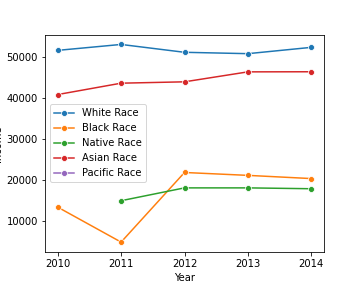 50000
40000
30000
20000
10000
White Race
Black Race
Native Race
Asian Race
Pacific Race
2010 2011 2012 2013 2014
Year